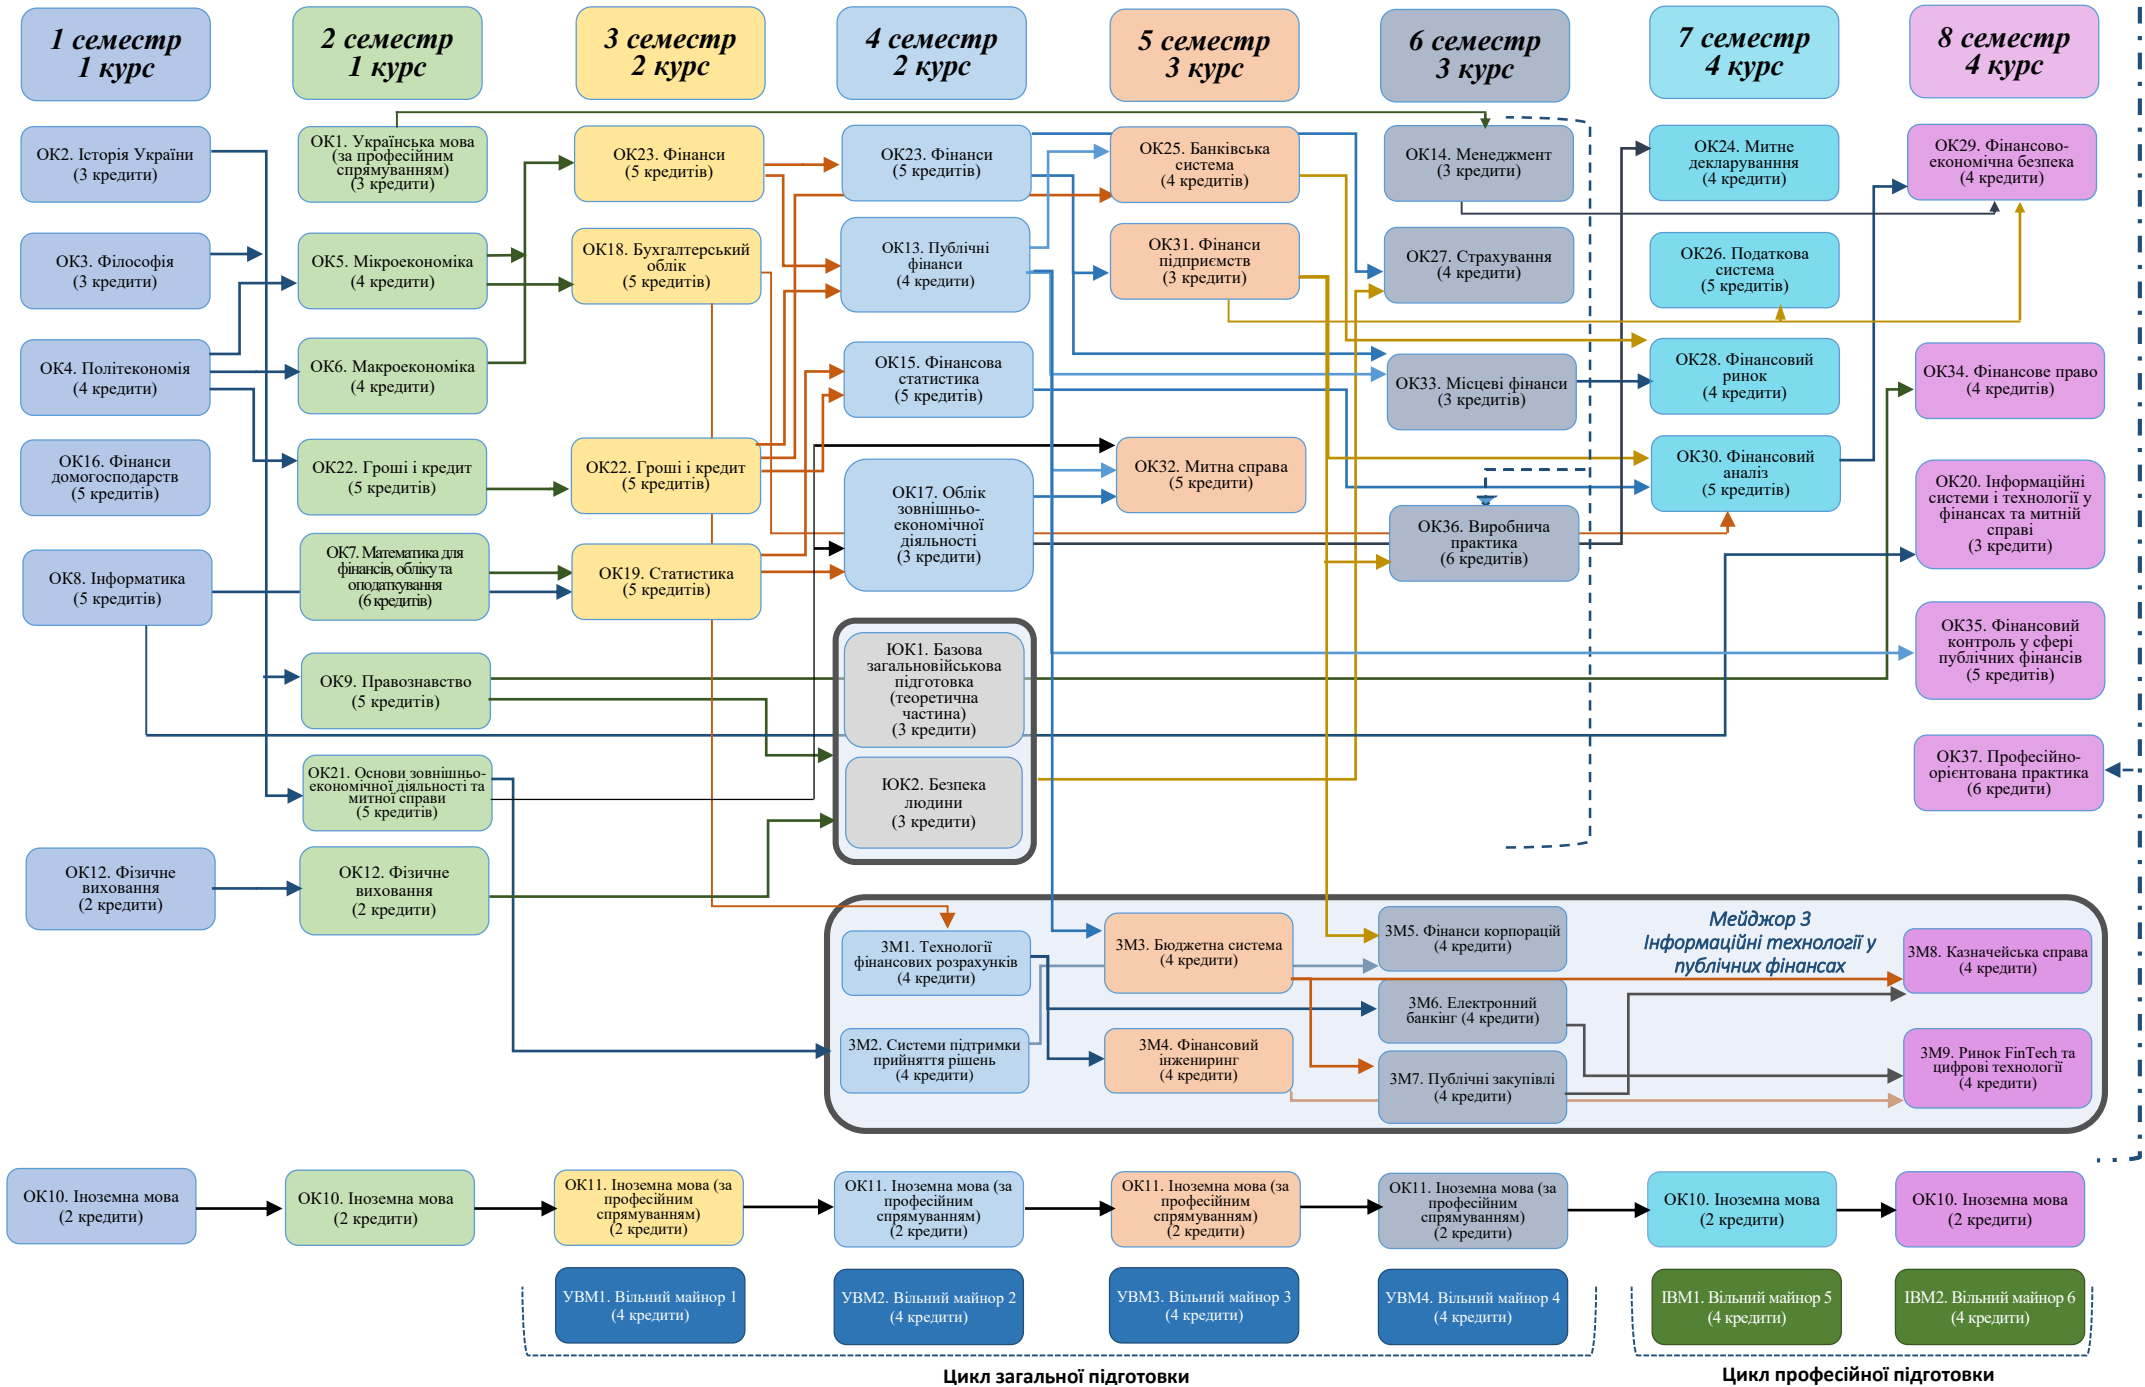 1 семестр
1 курс
2 семестр
1 курс
3 семестр
2 курс
4 семестр
2 курс
5 семестр
3 курс
6 семестр
3 курс
7 семестр
4 курс
8 семестр
4 курс
ОК2. Історія України
(3 кредити)
ОК3. Філософія
(3 кредити)
ОК4. Політекономія
(4 кредити)
ОК16. Фінанси
домогосподарств
(5 кредитів)
ОК8. Інформатика
(5 кредитів)
ОК12. Фізичне
виховання
(2 кредити)
ОК1. Українська мова
(за професійним
спрямуванням)
(3 кредити)
ОК5. Мікроекономіка
(4 кредити)
ОК6. Макроекономіка
(4 кредити)
ОК22. Гроші і кредит
(5 кредитів)
ОК7. Математика для
фінансів, обліку та
оподаткування
(6 кредитів)
ОК9. Правознавство
(5 кредитів)
ОК21. Основи зовнішньо-
економічної діяльності та
митної справи
(5 кредитів)
ОК12. Фізичне
виховання
(2 кредити)
ОК23. Фінанси
(5 кредитів)
ОК18. Бухгалтерський
облік
(5 кредитів)
ОК22. Гроші і кредит
(5 кредитів)
ОК19. Статистика
(5 кредитів)
ОК23. Фінанси
(5 кредитів)
ОК13. Публічні
фінанси
(4 кредити)
ОК15. Фінансова
статистика
(5 кредитів)
ОК17. Облік
зовнішньо-
економічної
діяльності
(3 кредити)
ЮК1. Базова
загальновійськова
підготовка
(теоретична
частина)
(3 кредити)
ЮК2. Безпека
людини
(3 кредити)
ОК25. Банківська
система
(4 кредитів)
ОК31. Фінанси
підприємств
(3 кредити)
ОК32. Митна справа
(5 кредити)
ОК14. Менеджмент
(3 кредити)
ОК27. Страхування
(4 кредити)
ОК33. Місцеві фінанси
(3 кредитів)
ОК36. Виробнича
практика
(6 кредитів)
ОК24. Митне
декларуванння
(4 кредити)
ОК26. Податкова
система
(5 кредитів)
ОК28. Фінансовий
ринок
(4 кредити)
ОК30. Фінансовий
аналіз
(5 кредитів)
ОК29. Фінансово-
економічна безпека
(4 кредити)
ОК34. Фінансове право
(4 кредитів)
ОК20. Інформаційні
системи і технології у
фінансах та митній
справі
(3 кредити)
ОК35. Фінансовий
контроль у сфері
публічних фінансів
(5 кредитів)
ОК37. Професійно-
орієнтована практика
(6 кредити)
Мейджор 3
Інформаційні технології у
публічних фінансах
3М1. Технології
фінансових розрахунків
(4 кредити)
3М2. Системи підтримки
прийняття рішень
(4 кредити)
3М3. Бюджетна система
(4 кредити)
3М4. Фінансовий
інжениринг
(4 кредити)
3М5. Фінанси корпорацій
(4 кредити)
3М6. Електронний
банкінг (4 кредити)
3М7. Публічні закупівлі
(4 кредити)
3М8. Казначейська справа
(4 кредити)
3М9. Ринок FinTech та
цифрові технології
(4 кредити)
ОК10. Іноземна мова
(2 кредити)
ОК10. Іноземна мова
(2 кредити)
ОК11. Іноземна мова (за
професійним
спрямуванням)
(2 кредити)
ОК11. Іноземна мова (за
професійним
спрямуванням)
(2 кредити)
ОК11. Іноземна мова (за
професійним
спрямуванням)
(2 кредити)
ОК11. Іноземна мова (за
професійним
спрямуванням)
(2 кредити)
ОК10. Іноземна мова
(2 кредити)
ОК10. Іноземна мова
(2 кредити)
УВМ1. Вільний майнор 1
(4 кредити)
УВМ2. Вільний майнор 2
(4 кредити)
УВМ3. Вільний майнор 3
(4 кредити)
УВМ4. Вільний майнор 4
(4 кредити)
ІВМ1. Вільний майнор 5
(4 кредити)
ІВМ2. Вільний майнор 6
(4 кредити)
Цикл загальної підготовки
Цикл професійної підготовки